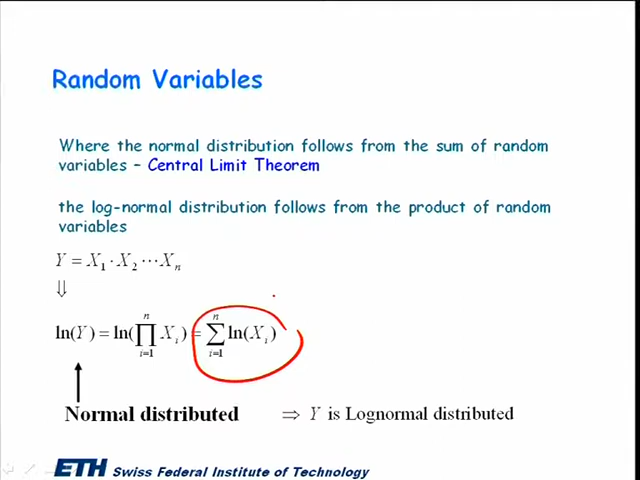 Random Variables
Where the normal distribution follows from the sum of random
variables – Central Limit Theorem
the log-normal distribution follows from the product of random
variables
Y = X₁ · X₂ ⋯ Xₙ
⇓
ln(Y) = ln(∏ᵢ₌₁ⁿ Xᵢ) = ∑ᵢ₌₁ⁿ ln(Xᵢ)
Normal distributed ⇒ Y is Lognormal distributed
ETH Swiss Federal Institute of Technology